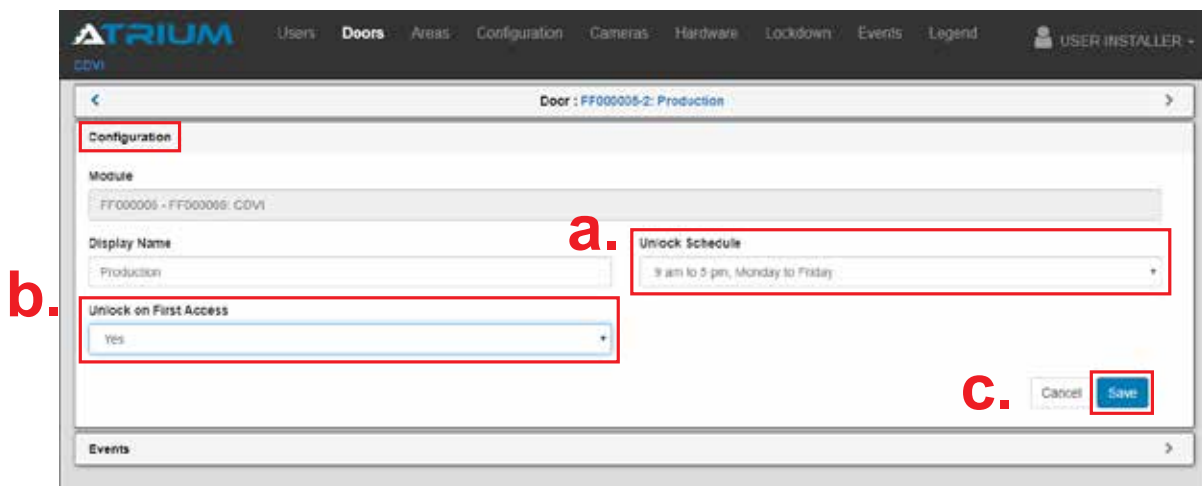 ATRIUM
Users Doors Areas Configuration Cameras Hardware Lockdown Events Legend USER INSTALLER
CDVI
Door : FF000005-2: Production
Configuration
Module
CDVI
a.
Display Name Unlock Schedule
Production 9 am to 5 pm, Monday to Friday
b.
Unlock on First Access
Yes
c.
Cancel Save
Events